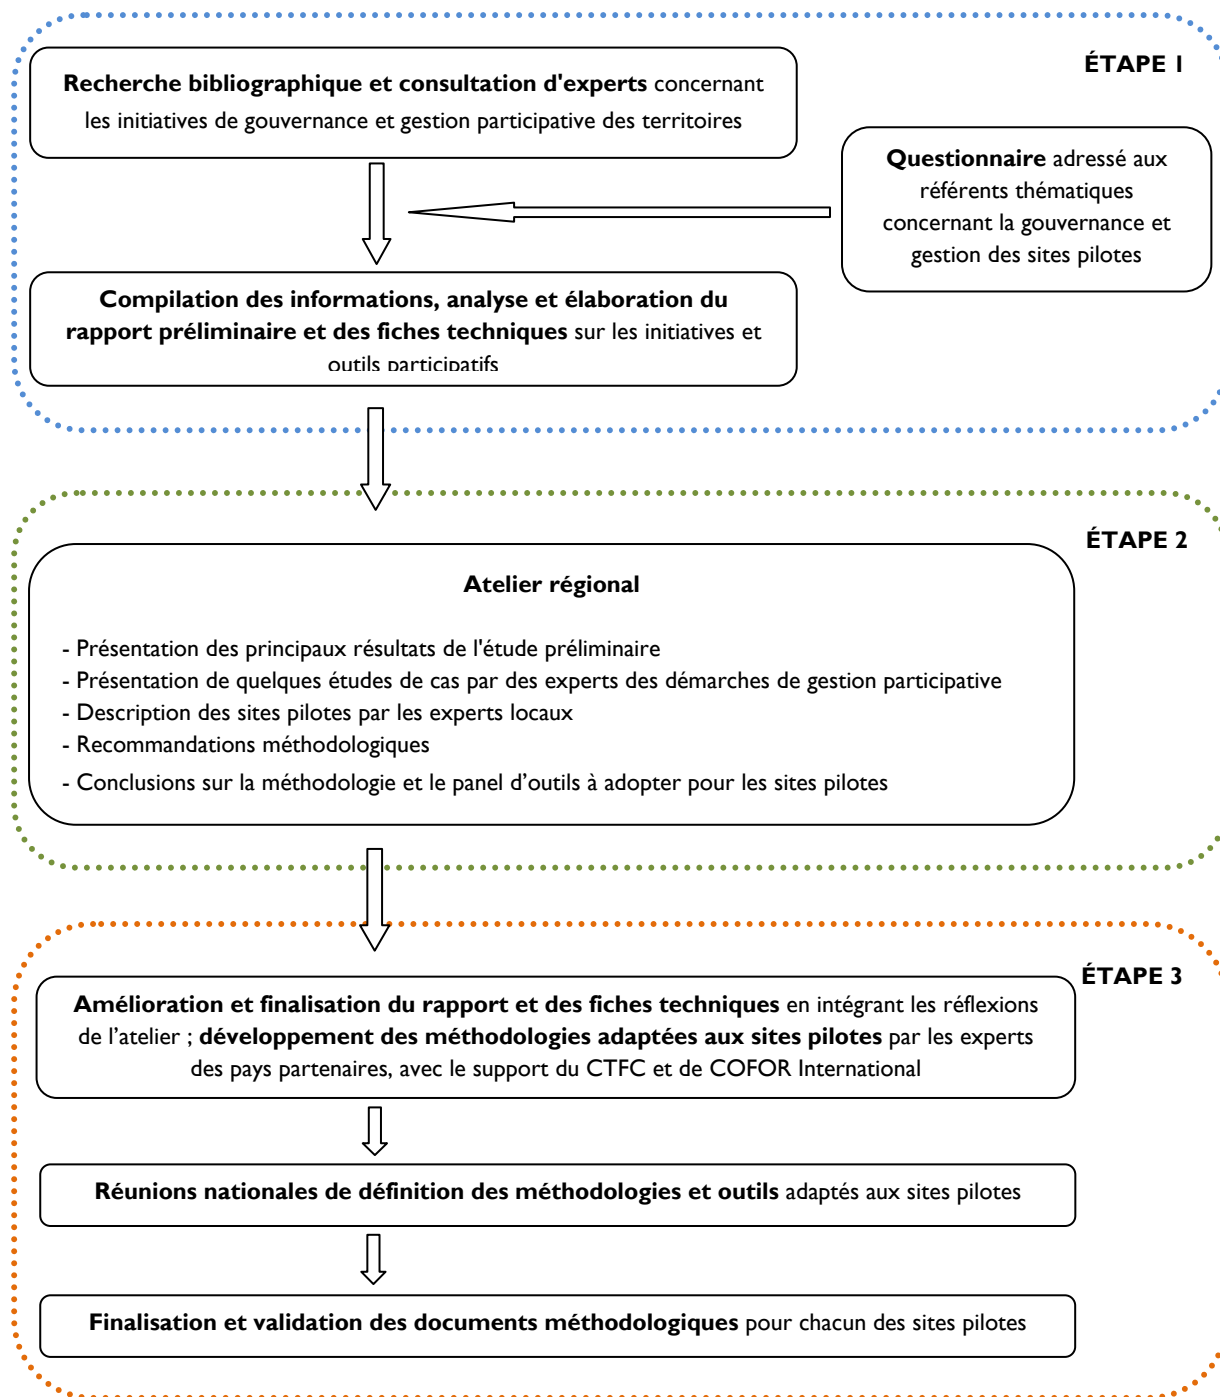 ÉTAPE 1
Recherche bibliographique et consultation d'experts concernant
les initiatives de gouvernance et gestion participative des territoires
Questionnaire adressé aux
référents thématiques
concernant la gouvernance et
gestion des sites pilotes
Compilation des informations, analyse et élaboration du
rapport préliminaire et des fiches techniques sur les initiatives et
outils participatifs
ÉTAPE 2
Atelier régional
- Présentation des principaux résultats de l'étude préliminaire
- Présentation de quelques études de cas par des experts des démarches de gestion participative
- Description des sites pilotes par les experts locaux
- Recommandations méthodologiques
- Conclusions sur la méthodologie et le panel d’outils à adopter pour les sites pilotes
ÉTAPE 3
Amélioration et finalisation du rapport et des fiches techniques en intégrant les réflexions
de l’atelier ; développement des méthodologies adaptées aux sites pilotes par les experts
des pays partenaires, avec le support du CTFC et de COFOR International
Réunions nationales de définition des méthodologies et outils adaptés aux sites pilotes
Finalisation et validation des documents méthodologiques pour chacun des sites pilotes